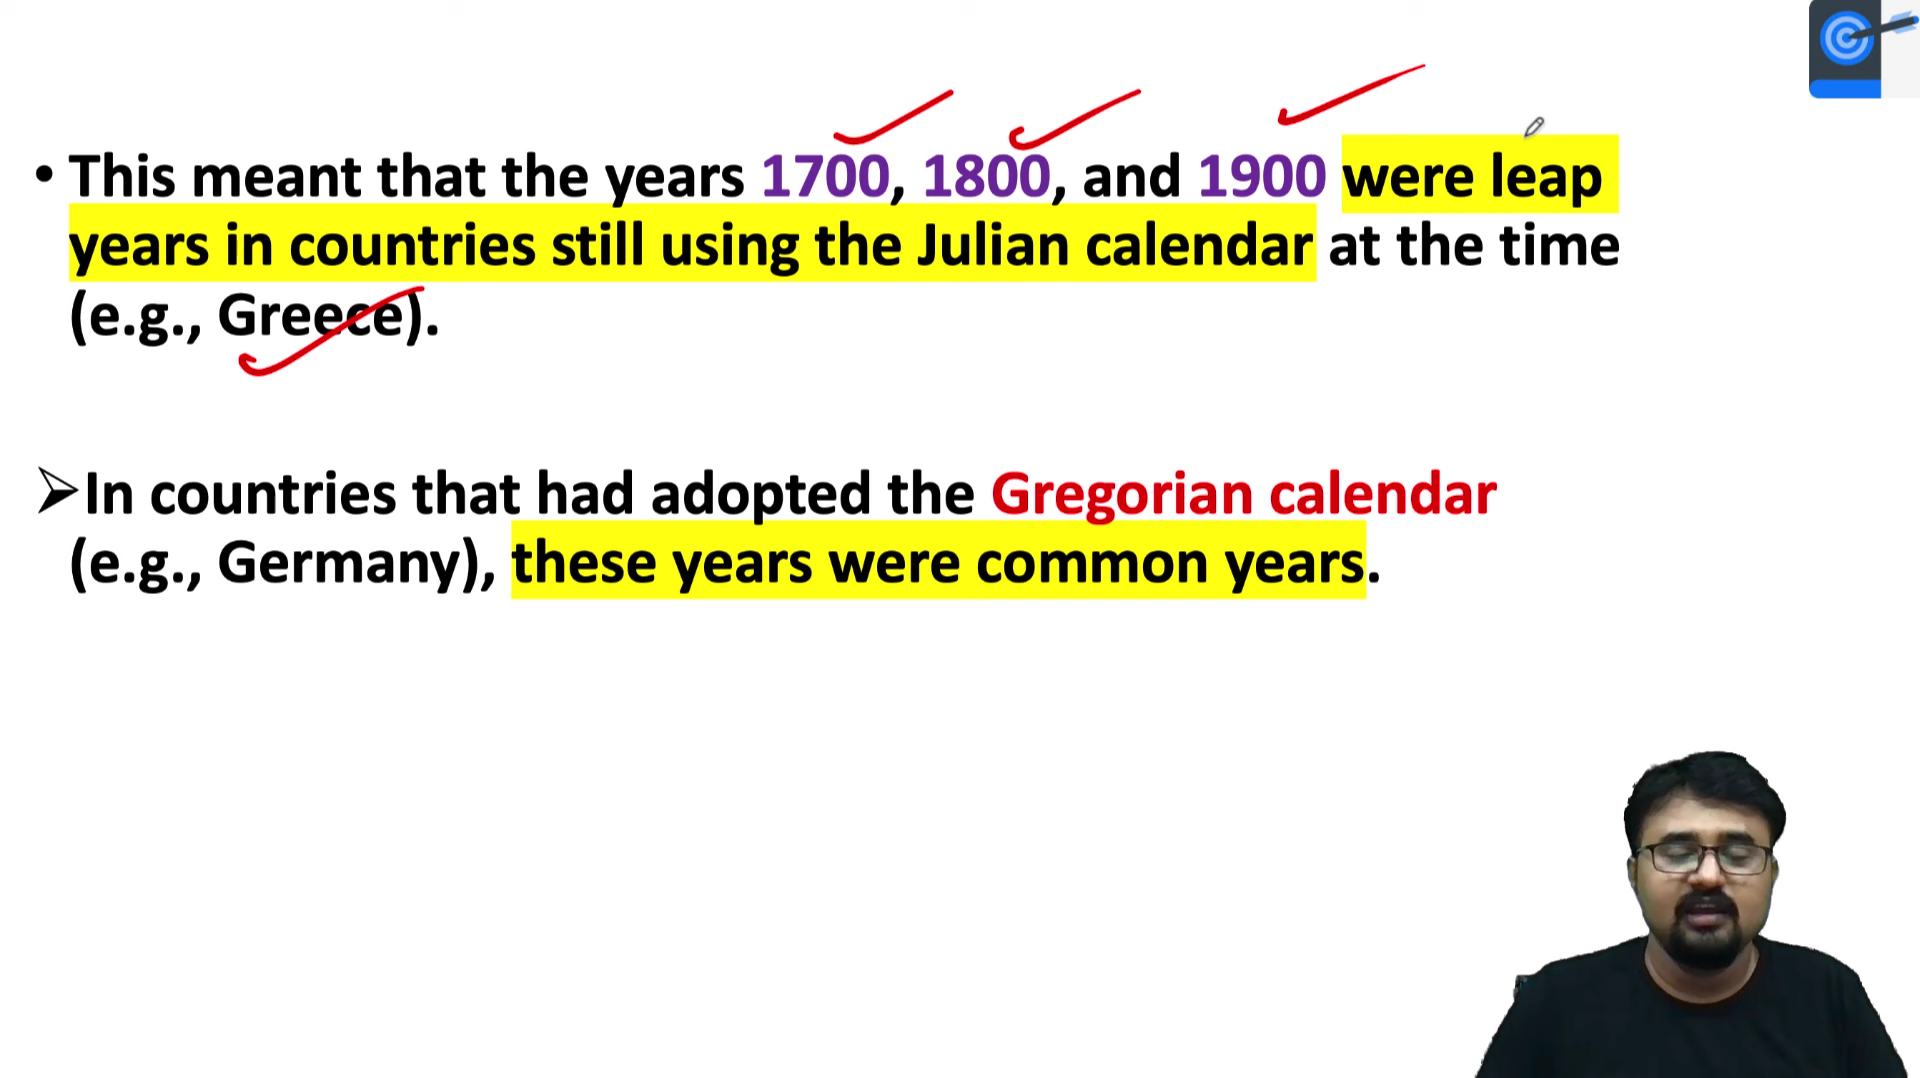 • This meant that the years 1700, 1800, and 1900 were leap
years in countries still using the Julian calendar at the time
(e.g., Greece).
➢In countries that had adopted the Gregorian calendar
(e.g., Germany), these years were common years.